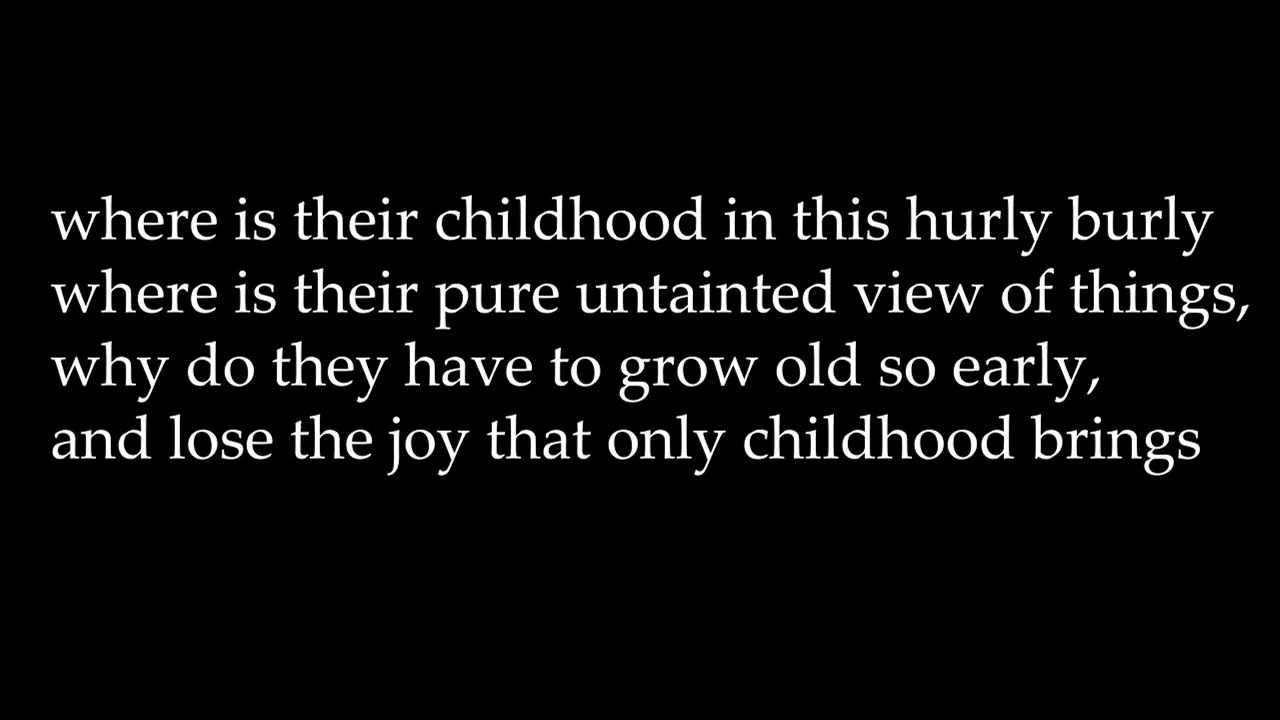 where is their childhood in this hurly burly
where is their pure untainted view of things,
why do they have to grow old so early,
and lose the joy that only childhood brings